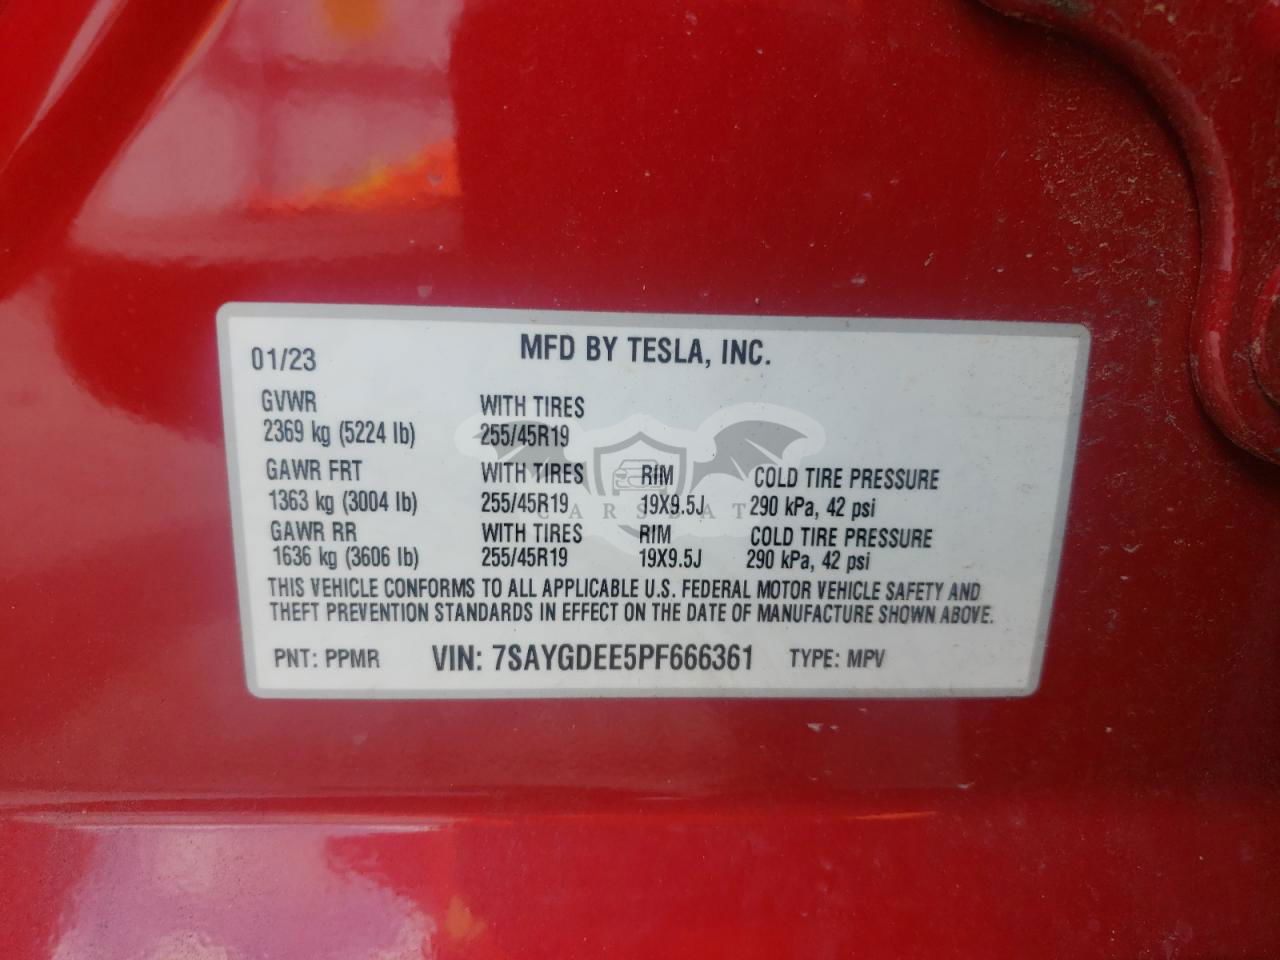 01/23 MFD BY TESLA, INC.
GVWR WITH TIRES
2369 kg (5224 lb) 255/45R19
GAWR FRT WITH TIRES RIM COLD TIRE PRESSURE
1363 kg (3004 lb) 255/45R19 19X9.5J 290 kPa, 42 psi
GAWR RR WITH TIRES RIM COLD TIRE PRESSURE
1636 kg (3606 lb) 255/45R19 19X9.5J 290 kPa, 42 psi
THIS VEHICLE CONFORMS TO ALL APPLICABLE U.S. FEDERAL MOTOR VEHICLE SAFETY AND
THEFT PREVENTION STANDARDS IN EFFECT ON THE DATE OF MANUFACTURE SHOWN ABOVE.
PNT: PPMR VIN: 7SAYGDEE5PF666361 TYPE: MPV